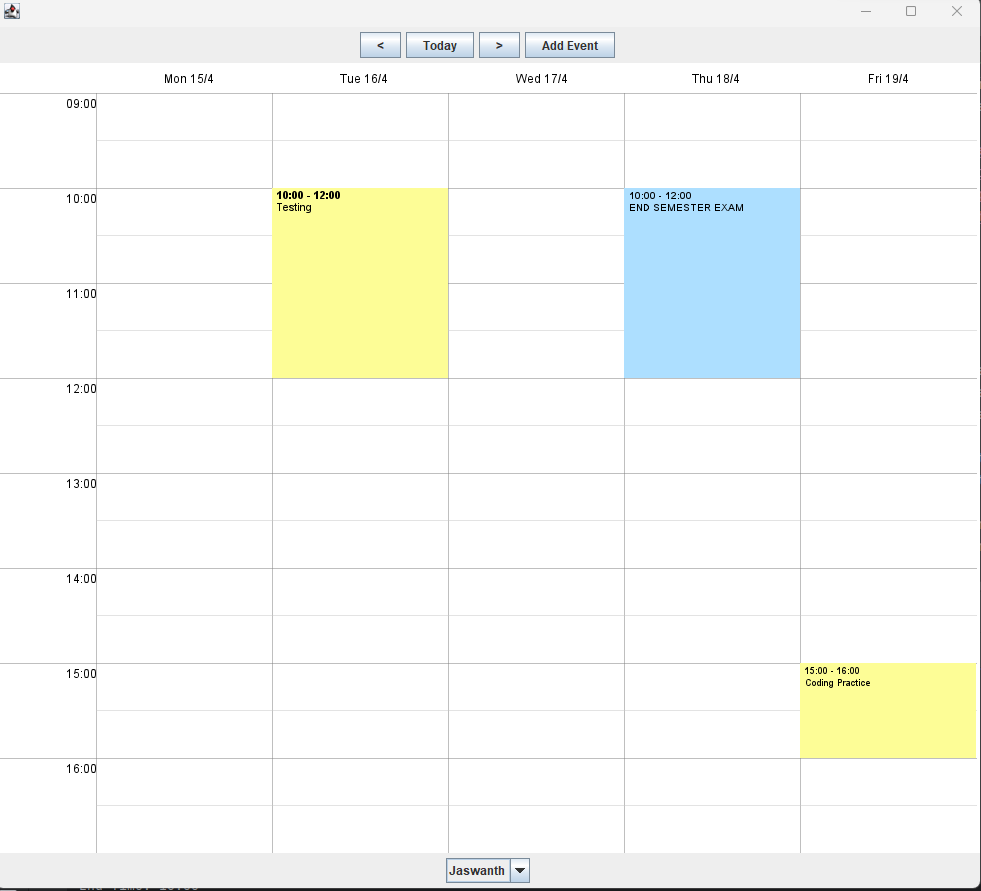 < Today > Add Event
Mon 15/4 Tue 16/4 Wed 17/4 Thu 18/4 Fri 19/4
09:00
10:00
10:00 - 12:00
Testing
10:00 - 12:00
END SEMESTER EXAM
11:00
12:00
13:00
14:00
15:00
15:00 - 16:00
Coding Practice
16:00
Jaswanth